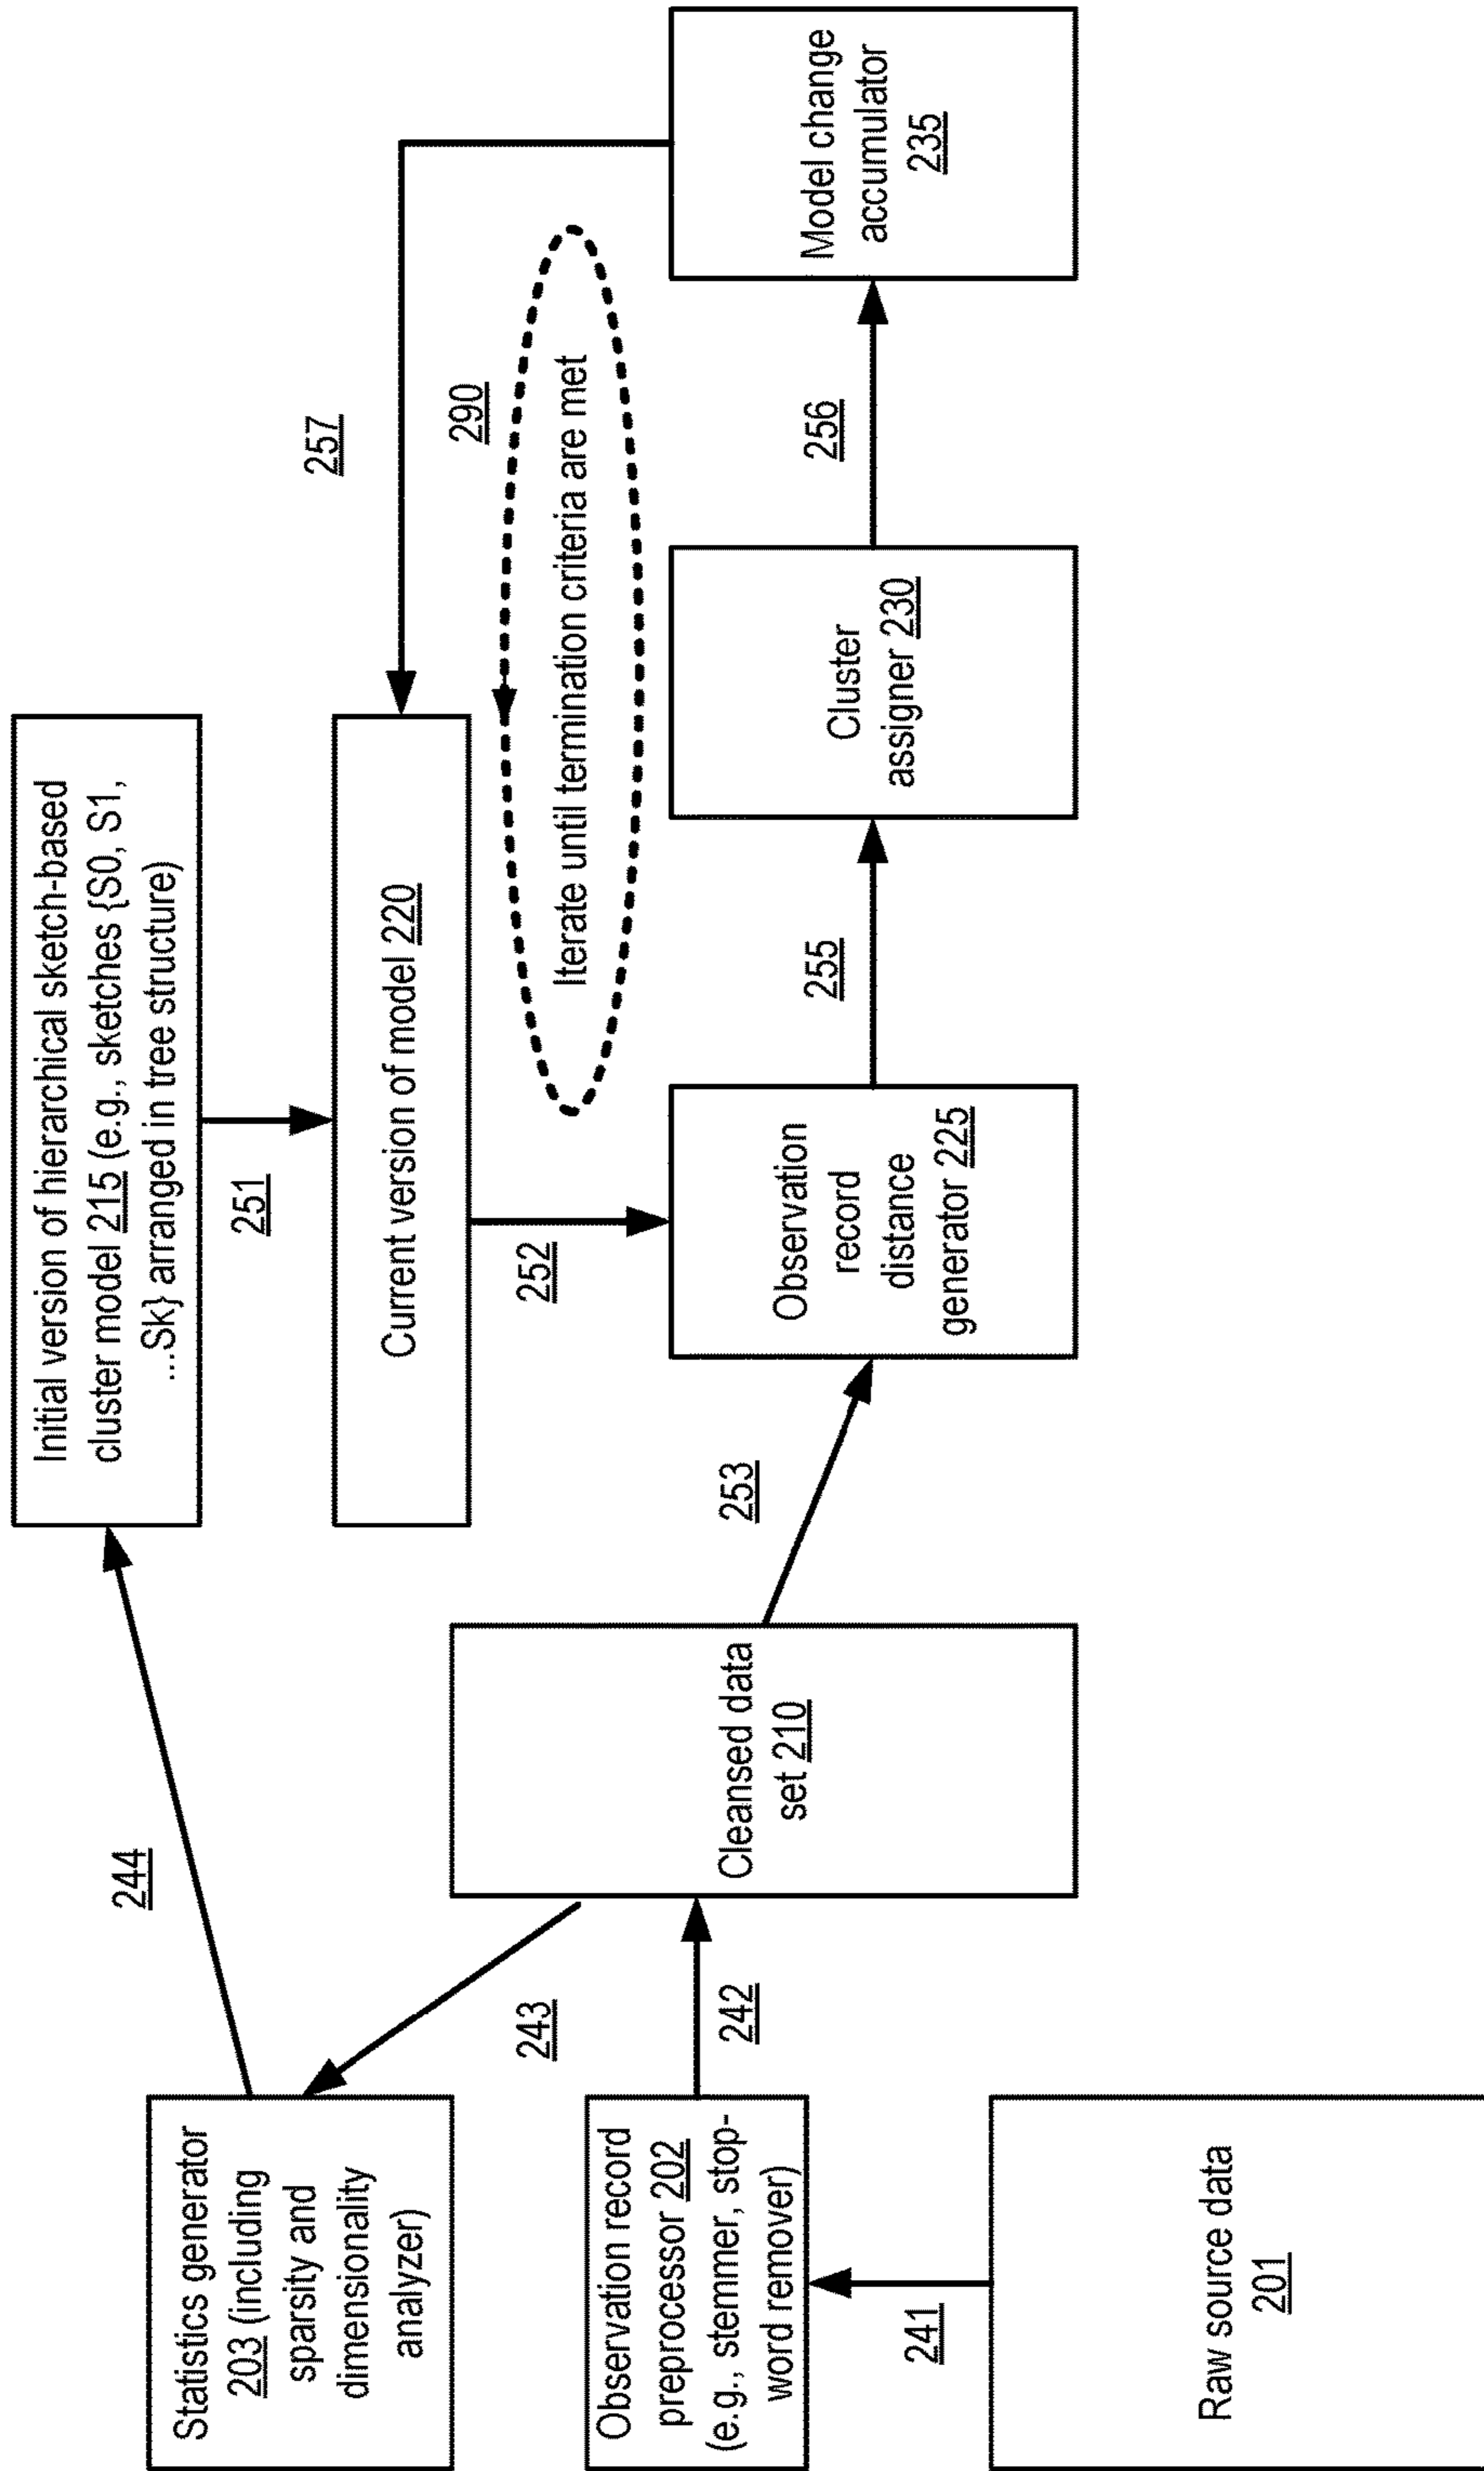 Statistics generator
203 (including
sparsity and
dimensionality
analyzer)
244
Initial version of hierarchical sketch-based
cluster model 215 (e.g., sketches {S0, S1,
...Sk} arranged in tree structure)
251
Current version of model 220
257
290
Iterate until termination criteria are met
243
252
Observation record
preprocessor 202
(e.g., stemmer, stop-
word remover)
242
Cleansed data
set 210
253
Observation
record
distance
generator 225
255
Cluster
assigner 230
256
Model change
accumulator
235
241
Raw source data
201